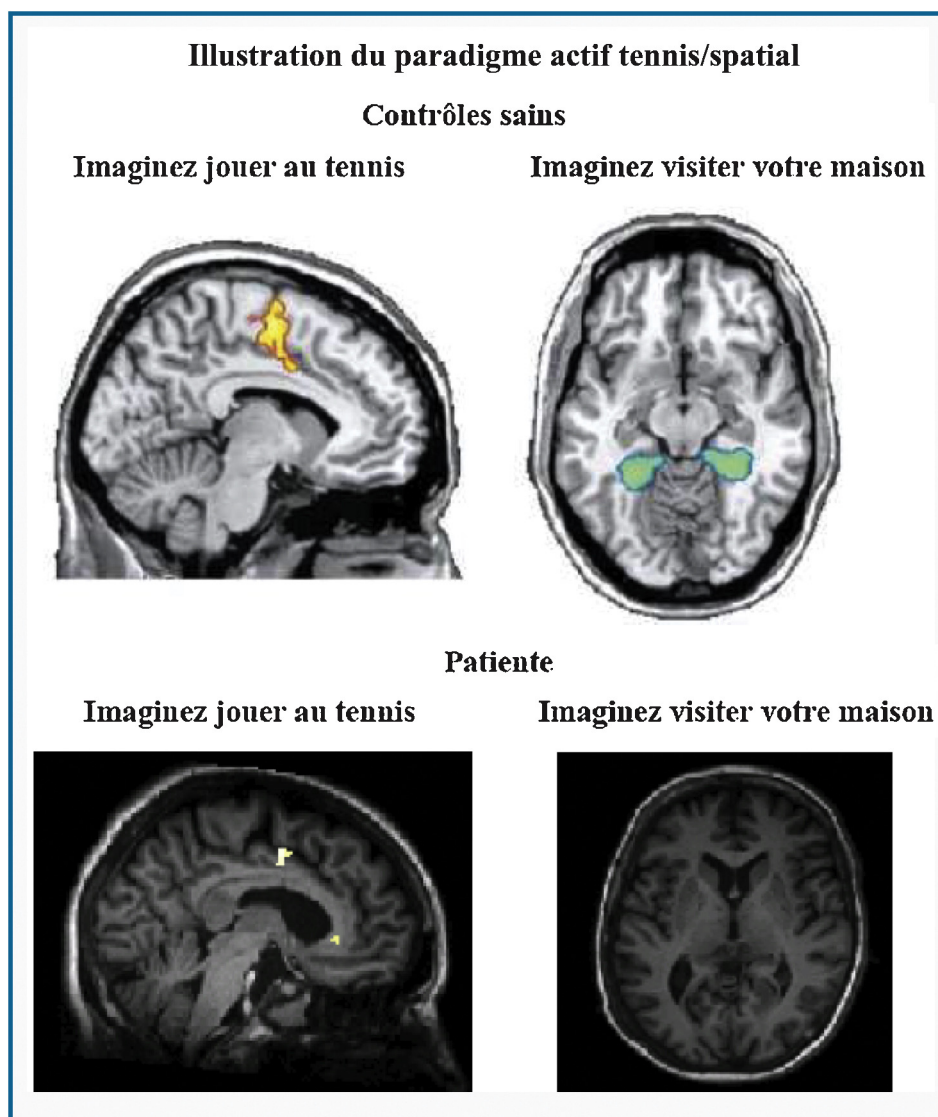 Illustration du paradigme actif tennis/spatial
Contrôles sains
Imaginez jouer au tennis
Imaginez visiter votre maison
Patiente
Imaginez jouer au tennis
Imaginez visiter votre maison